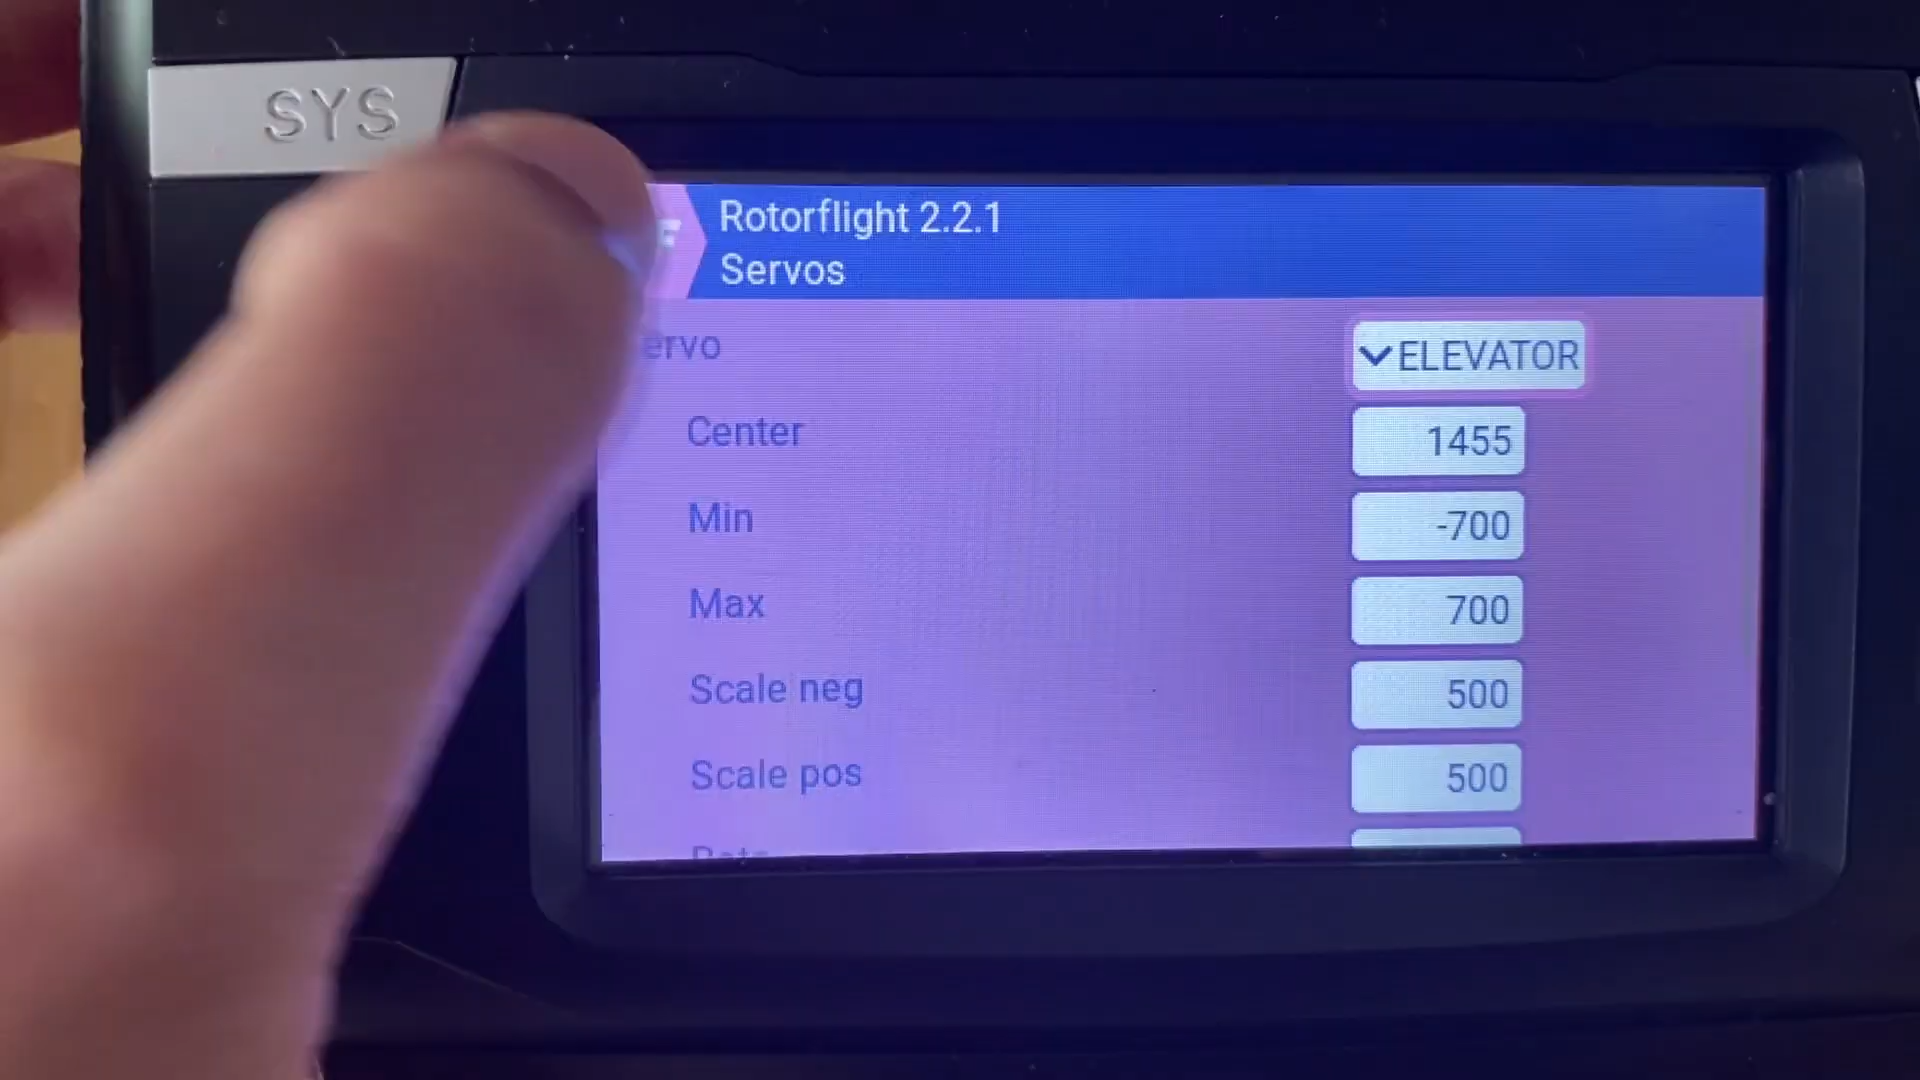 SYS
Rotorflight 2.2.1
Servos
ELEVATOR
Center 1455
Min -700
Max 700
Scale neg 500
Scale pos 500